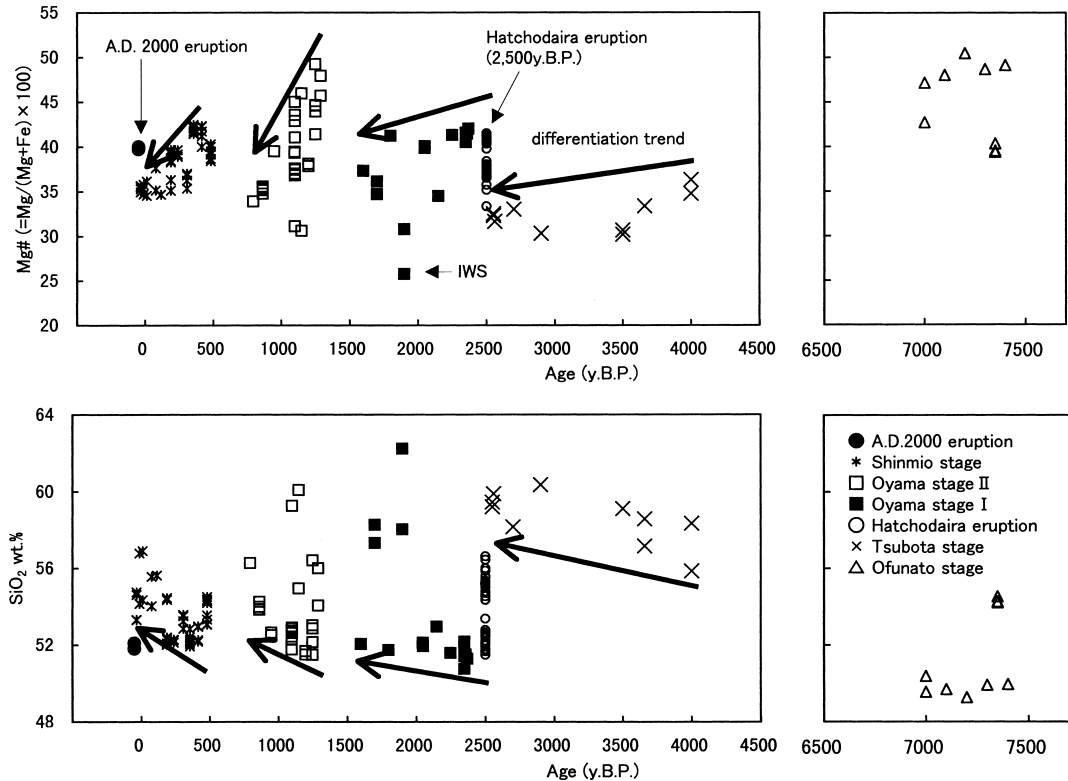 55
50
45
40
35
30
25
20
Mg# (=Mg/(Mg+Fe) × 100)
A.D. 2000 eruption
Hatchodaira eruption
(2,500y.B.P.)
differentiation trend
IWS
0 500 1000 1500 2000 2500 3000 3500 4000 4500
Age (y.B.P.)
6500 7000 7500
64
60
56
52
48
SiO2 wt.%
0 500 1000 1500 2000 2500 3000 3500 4000 4500
Age (y.B.P.)
A.D.2000 eruption
Shinmio stage
Oyama stage II
Oyama stage I
Hatchodaira eruption
Tsubota stage
Ofunato stage
6500 7000 7500